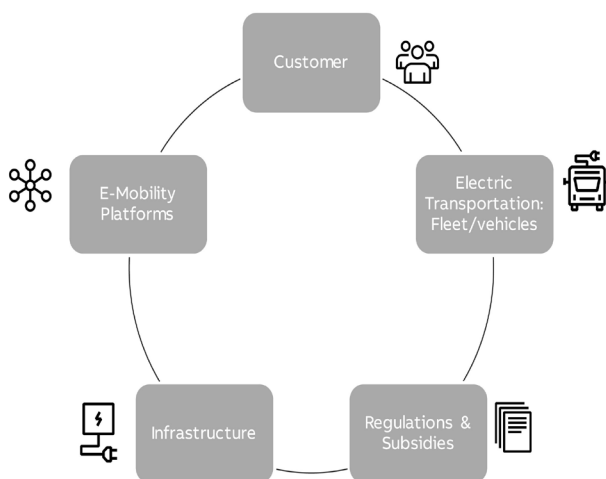 Customer
Electric
Transportation:
Fleet/vehicles
Regulations &
Subsidies
Infrastructure
E-Mobility
Platforms